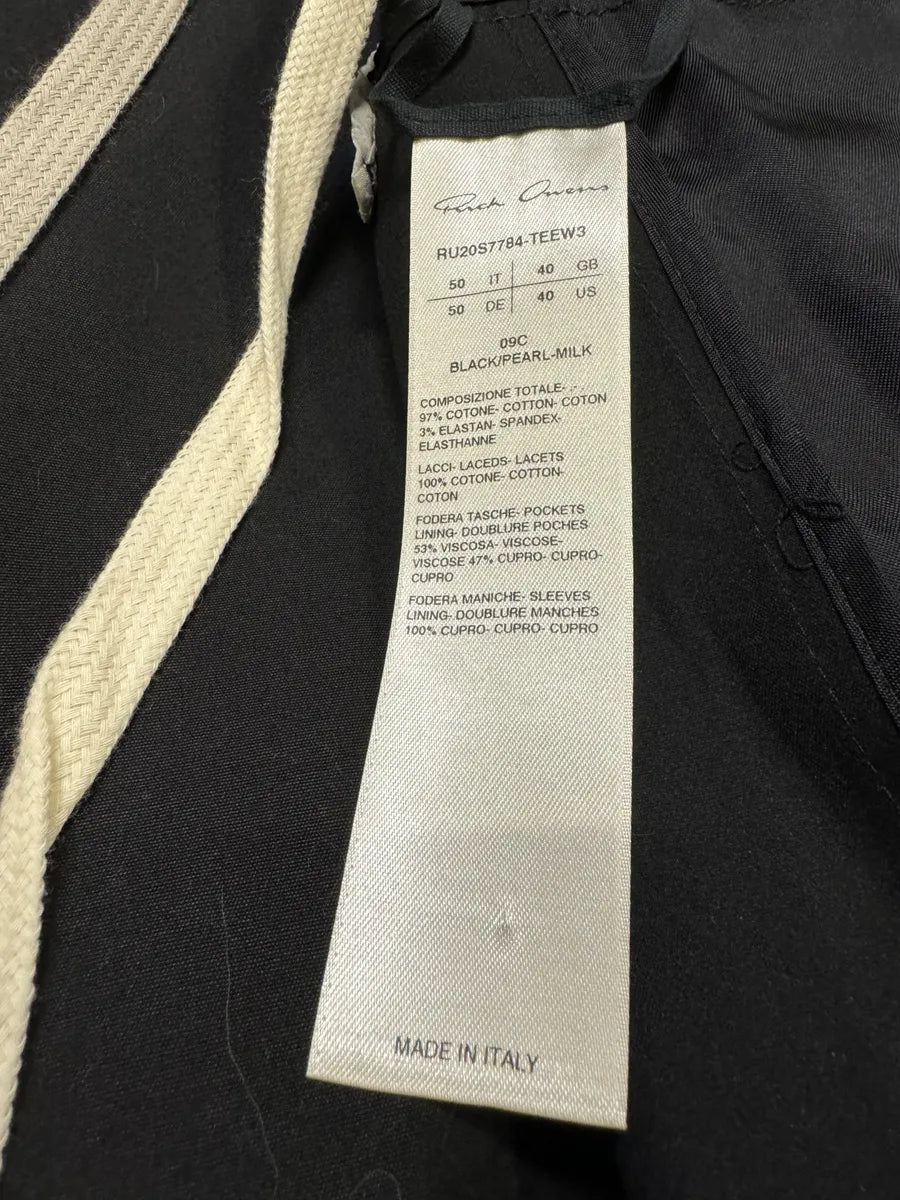 Rick Owens
RU20S7784-TEEW3
50 IT 40 GB
50 DE 40 US
09C
BLACK/PEARL-MILK
COMPOSIZIONE TOTALE- . .
97% COTONE- COTTON- COTON
3% ELASTAN- SPANDEX-
ELASTHANNE
LACCI- LACEDS- LACETS
100% COTONE- COTTON-
COTON
FODERA TASCHE- POCKETS
LINING- DOUBLURE POCHES
53% VISCOSA- VISCOSE-
VISCOSE 47% CUPRO- CUPRO-
CUPRO
FODERA MANICHE- SLEEVES
LINING- DOUBLURE MANCHES
100% CUPRO- CUPRO- CUPRO
MADE IN ITALY